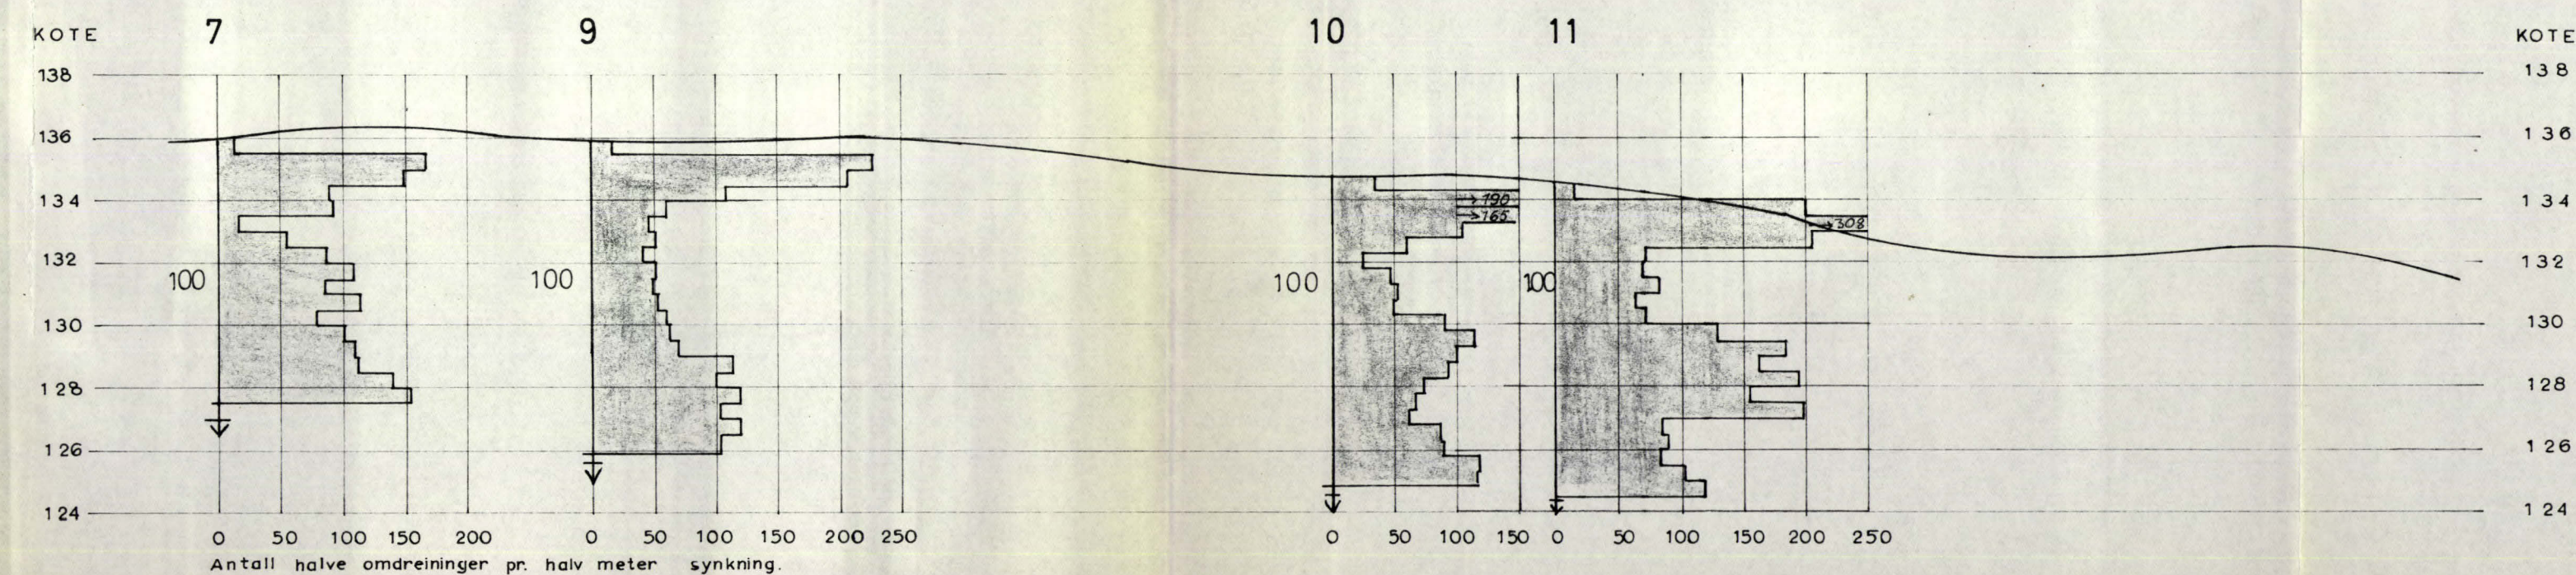 7 9 10 11
KOTE KOTE
138 138
136 136
134 →190 134
→165 →308
132 132
100 100 100 100
130 130
128 128
126 126
124 124
0 50 100 150 200 0 50 100 150 200 250 0 50 100 150 0 50 100 150 200 250
Antall halve omdreininger pr. halv meter synkning.